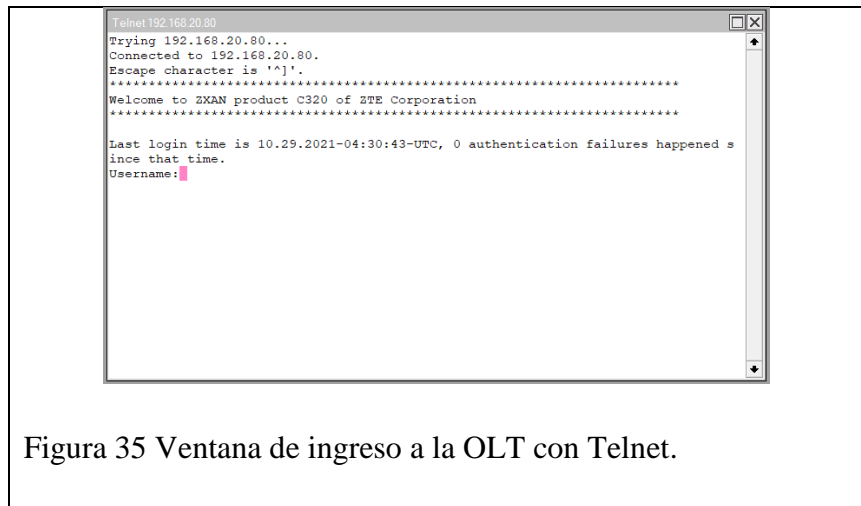 Telnet 192.168.20.80
Trying 192.168.20.80...
Connected to 192.168.20.80.
Escape character is '^]'.
**************************************************************************
Welcome to ZXAN product C320 of ZTE Corporation
**************************************************************************
Last login time is 10.29.2021-04:30:43-UTC, 0 authentication failures happened s
ince that time.
Username:
Figura 35 Ventana de ingreso a la OLT con Telnet.